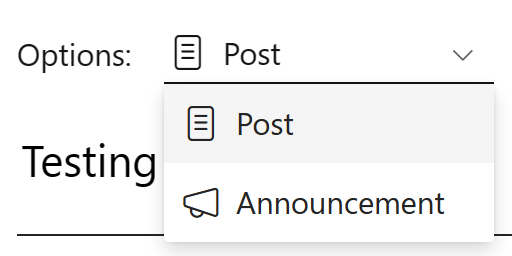 Options: Post
Post
Testing
Announcement